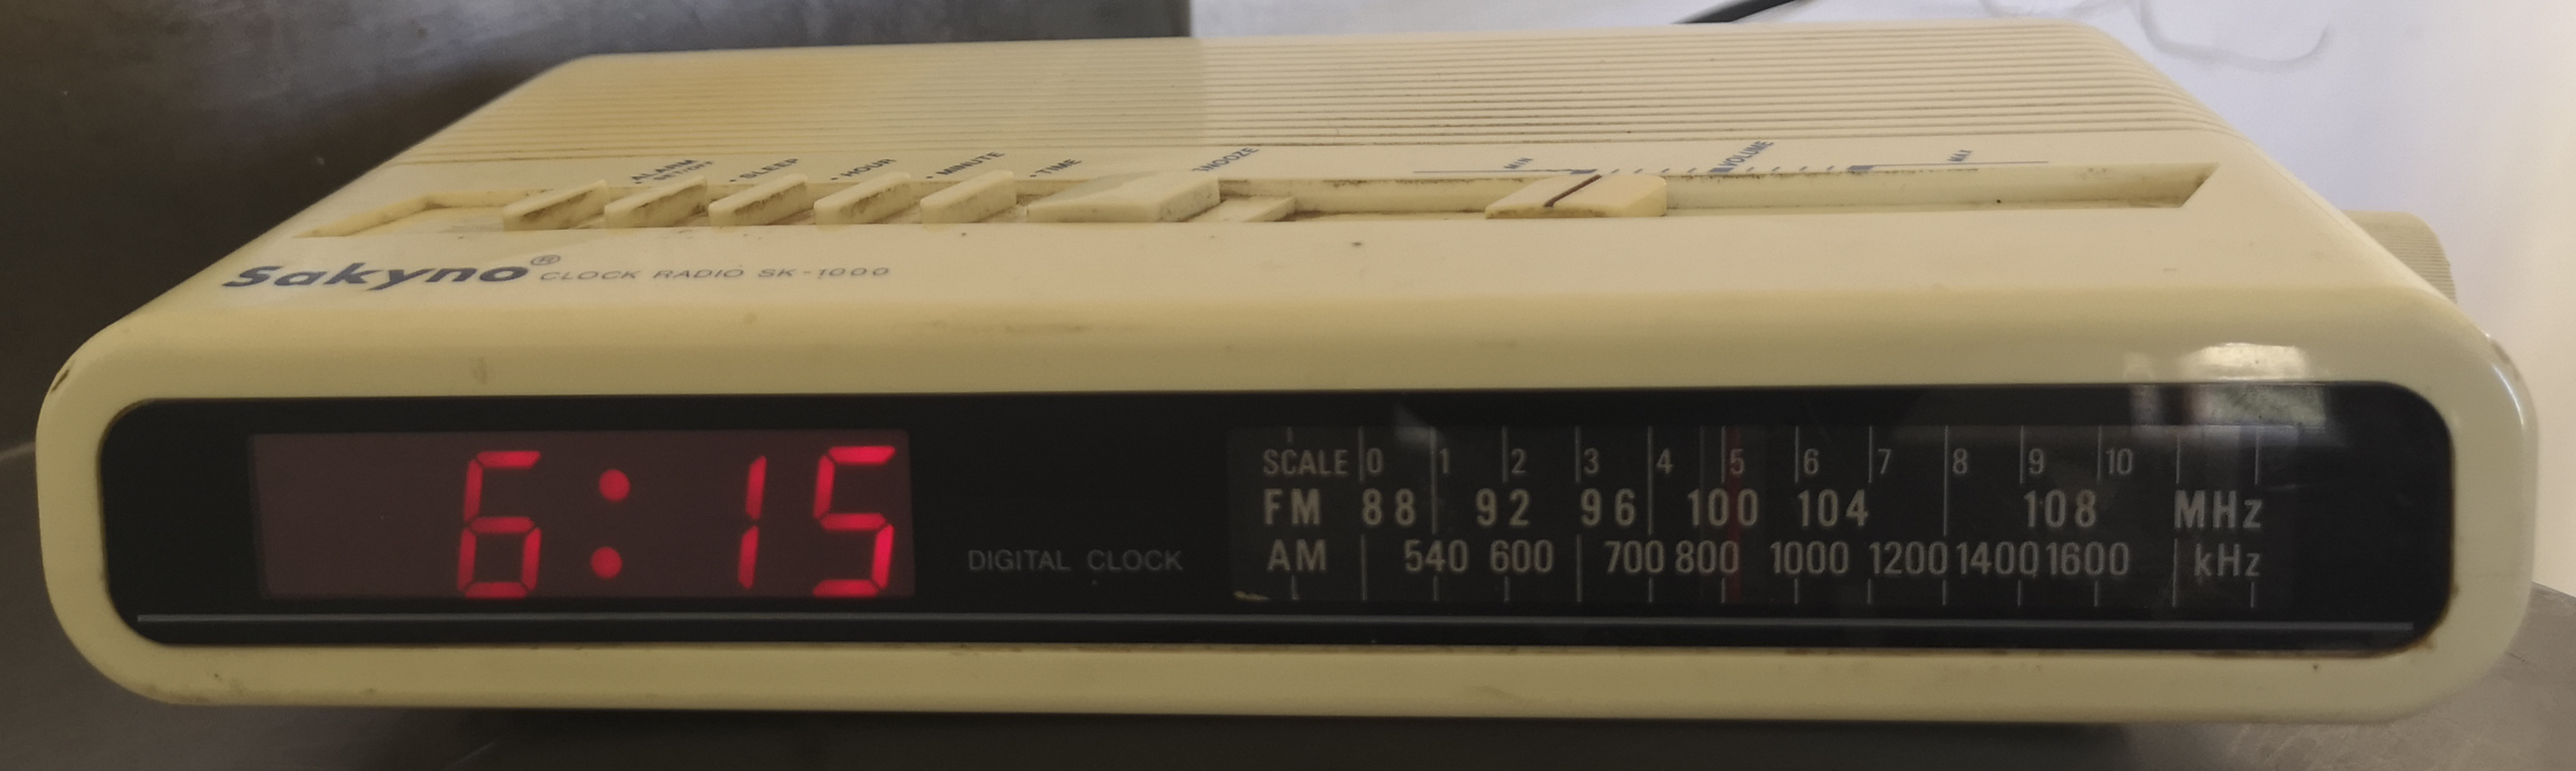 ALARM
SET/OFF
SLEEP
HOUR
MINUTE
TIME
SNOOZE
MIN
VOLUME
MAX
Sakyno® CLOCK RADIO SK-1000
6:15
DIGITAL CLOCK
SCALE 0 1 2 3 4 5 6 7 8 9 10
FM 88 92 96 100 104 108 MHz
AM 540 600 700 800 1000 1200 1400 1600 kHz